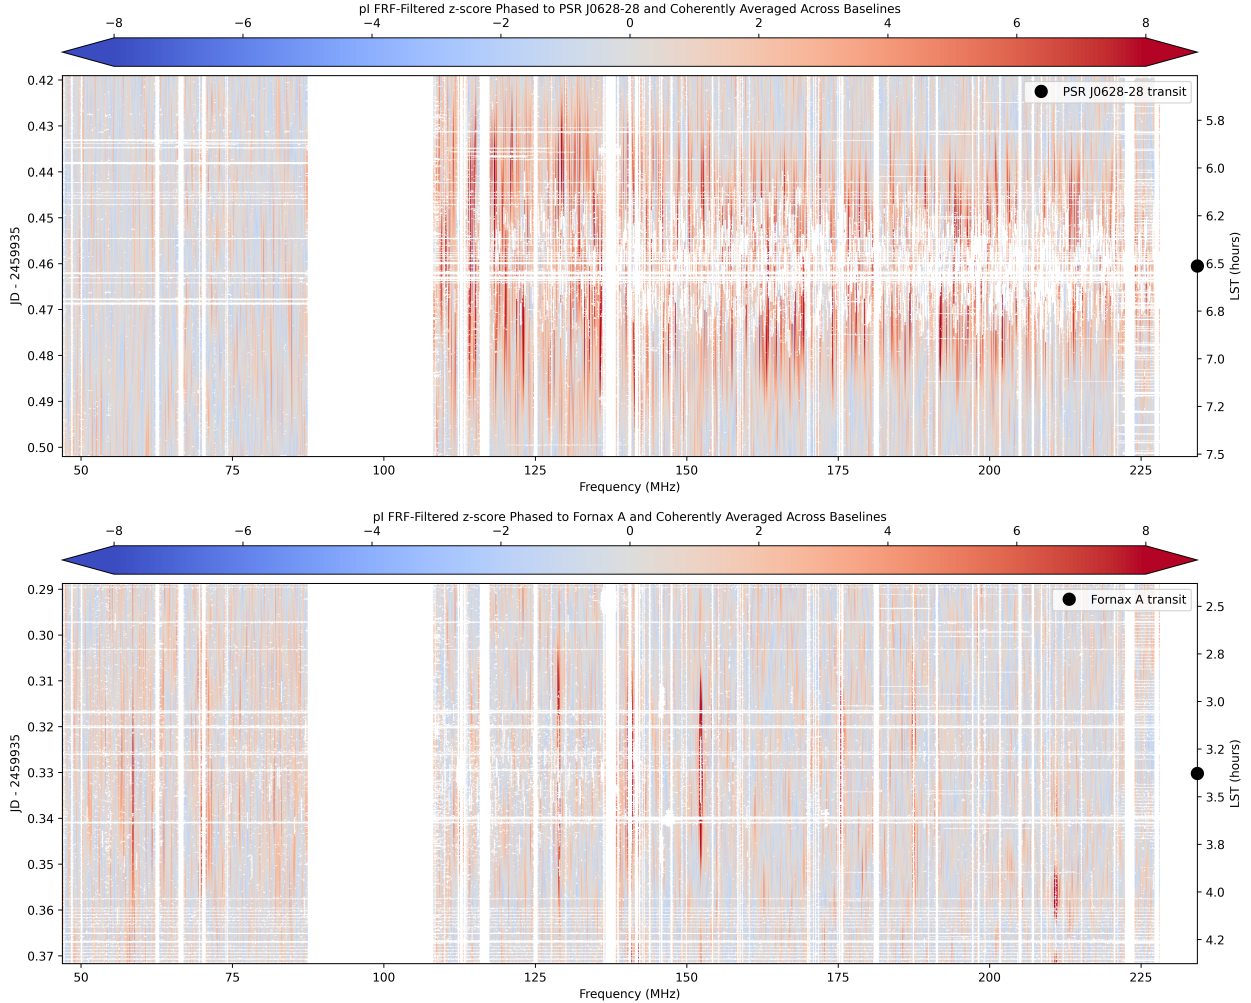 pI FRF-Filtered z-score Phased to PSR J0628-28 and Coherently Averaged Across Baselines
−8 −6 −4 −2 0 2 4 6 8
PSR J0628-28 transit
JD - 2459935
0.42
0.43
0.44
0.45
0.46
0.47
0.48
0.49
0.50
5.8
6.0
6.2
6.5
6.8
7.0
7.2
7.5
LST (hours)
50 75 100 125 150 175 200 225
Frequency (MHz)
pI FRF-Filtered z-score Phased to Fornax A and Coherently Averaged Across Baselines
−8 −6 −4 −2 0 2 4 6 8
Fornax A transit
JD - 2459935
0.29
0.30
0.31
0.32
0.33
0.34
0.35
0.36
0.37
2.5
2.8
3.0
3.2
3.5
3.8
4.0
4.2
LST (hours)
50 75 100 125 150 175 200 225
Frequency (MHz)